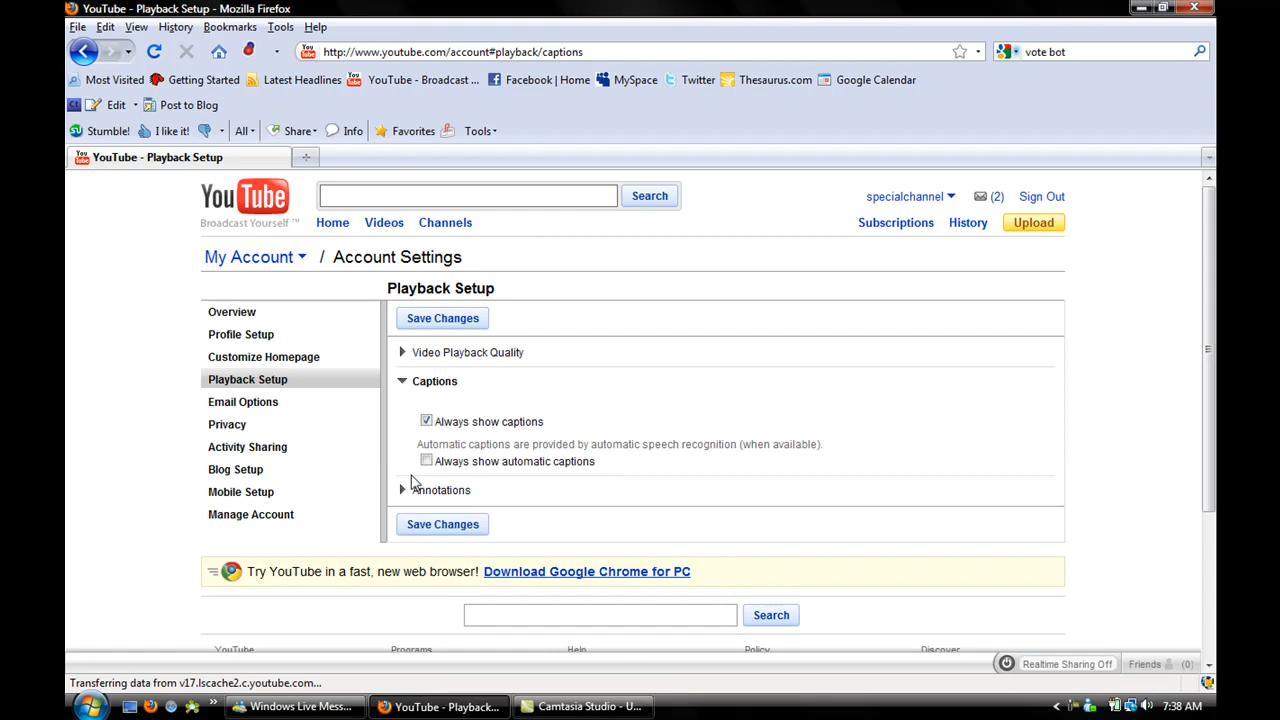 YouTube - Playback Setup - Mozilla Firefox
File Edit View History Bookmarks Tools Help
http://www.youtube.com/account#playback/captions vote bot
Most Visited Getting Started Latest Headlines YouTube - Broadcast ... Facebook | Home MySpace Twitter Thesaurus.com Google Calendar
Edit Post to Blog
Stumble! I like it! All Share Info Favorites Tools
YouTube - Playback Setup
YouTube Search specialchannel (2) Sign Out
Broadcast Yourself ™ Home Videos Channels Subscriptions History Upload
My Account / Account Settings
Playback Setup
Overview
Profile Setup
Customize Homepage
Playback Setup
Email Options
Privacy
Activity Sharing
Blog Setup
Mobile Setup
Manage Account
Save Changes
Video Playback Quality
Captions
Always show captions
Automatic captions are provided by automatic speech recognition (when available).
Always show automatic captions
Annotations
Save Changes
Try YouTube in a fast, new web browser! Download Google Chrome for PC
Search
YouTube Programs Help Policy Discover
Realtime Sharing Off Friends (0)
Transferring data from v17.lscache2.c.youtube.com...
Windows Live Mess... YouTube - Playback... Camtasia Studio - U... 7:38 AM